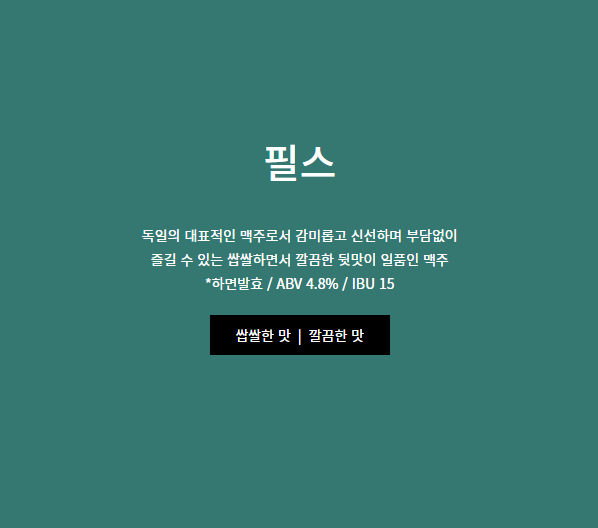 필스
독일의 대표적인 맥주로서 감미롭고 신선하며 부담없이
즐길 수 있는 쌉쌀하면서 깔끔한 뒷맛이 일품인 맥주
*하면발효 / ABV 4.8% / IBU 15
쌉쌀한 맛 | 깔끔한 맛